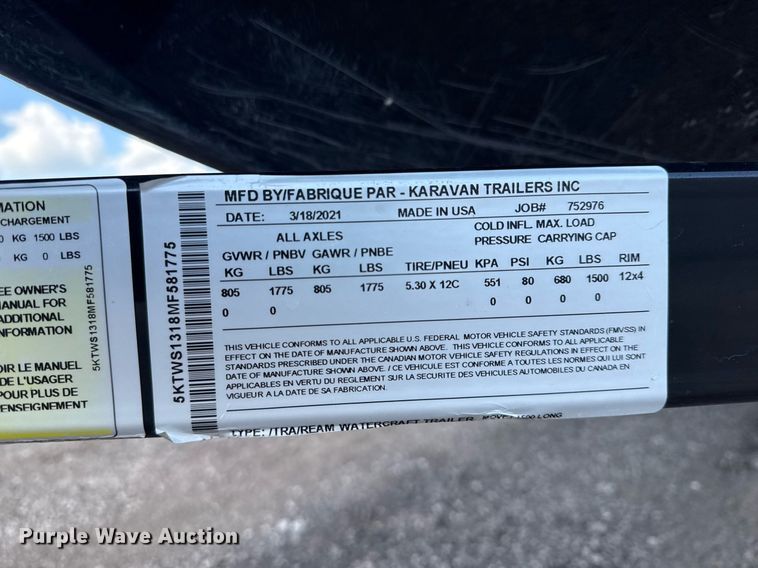 MATION
CHARGEMENT
KG 1500 LBS
KG 0 LBS
EE OWNER'S
MANUAL FOR
ADDITIONAL
INFORMATION
OIR LE MANUEL
DE L'USAGER
POUR PLUS DE
RENSEIGNEMENT
5KTWS1318MF581775
5KTWS1318MF581775
MFD BY/FABRIQUE PAR - KARAVAN TRAILERS INC
DATE: 3/18/2021 MADE IN USA JOB# 752976
ALL AXLES COLD INFL. MAX. LOAD
GVWR / PNBV GAWR / PNBE PRESSURE CARRYING CAP
KG LBS KG LBS TIRE/PNEU KPA PSI KG LBS RIM
805 1775 805 1775 5.30 X 12C 551 80 680 1500 12x4
0 0 0 0 0 0
THIS VEHICLE CONFORMS TO ALL APPLICABLE U.S. FEDERAL MOTOR VEHICLE SAFETY STANDARDS (FMVSS) IN
EFFECT ON THE DATE OF MANUFACTURE SHOWN ABOVE. THIS VEHICLE CONFORMS TO ALL APPLICABLE
STANDARDS PRESCRIBED UNDER THE CANADIAN MOTOR VEHICLE SAFETY REGULATIONS IN EFFECT ON THE
DATE OF MANUFACTURE SHOWN ABOVE. / CE VEHICULE EST CONFORME A TOUTES LES NORMES QUI LUI SONT
APPLICABLES EN VERTU DU REGLEMENT SUR LA SECURITE DES VEHICULES AUTOMOBILES DU CANADA EN
VIGUEUR A LA DATE DE SA FABRICATION.
TYPE: /TRA/REAM WATERCRAFT TRAILER 1500 LONG
Purple Wave Auction